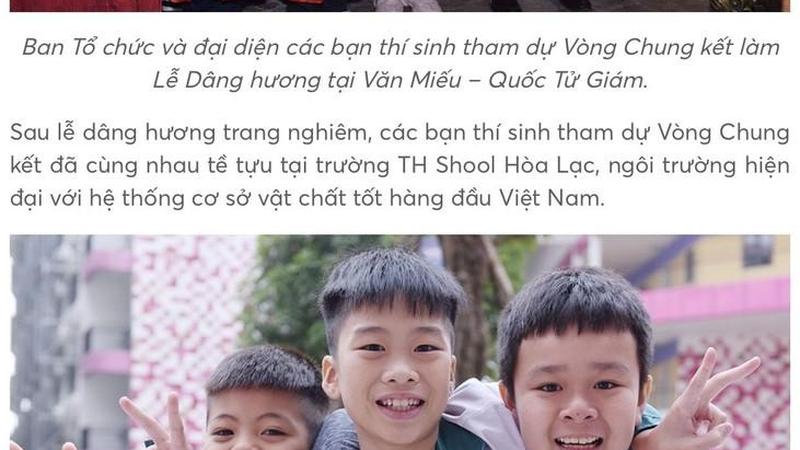 Ban Tổ chức và đại diện các bạn thí sinh tham dự Vòng Chung kết làm
Lễ Dâng hương tại Văn Miếu – Quốc Tử Giám.
Sau lễ dâng hương trang nghiêm, các bạn thí sinh tham dự Vòng Chung
kết đã cùng nhau tề tựu tại trường TH Shool Hòa Lạc, ngôi trường hiện
đại với hệ thống cơ sở vật chất tốt hàng đầu Việt Nam.